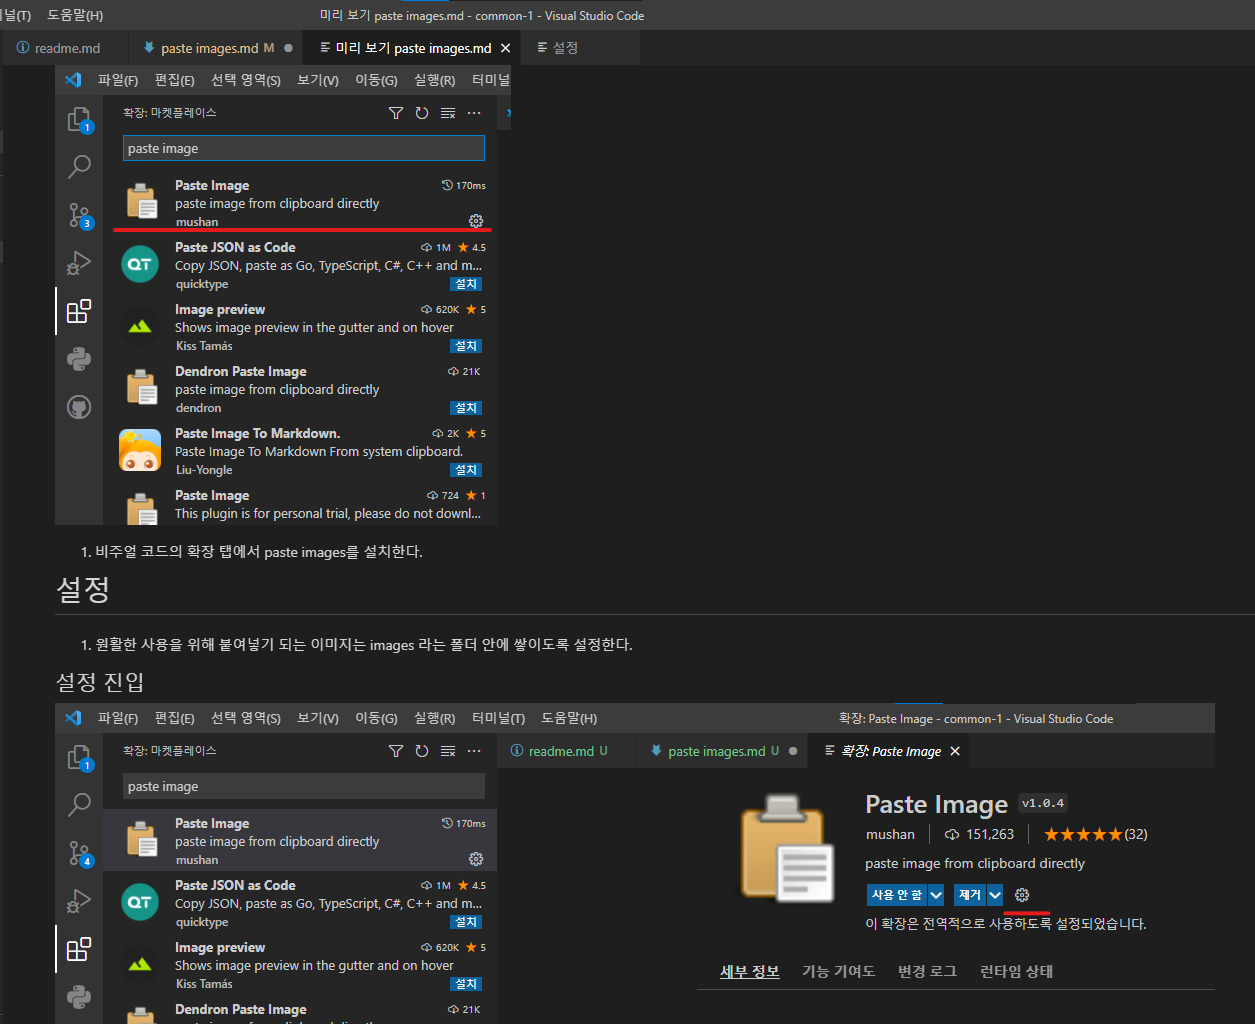 널(T) 도움말(H) 미리 보기 paste images.md - common-1 - Visual Studio Code
readme.md paste images.md M 미리 보기 paste images.md 설정
파일(F) 편집(E) 선택 영역(S) 보기(V) 이동(G) 실행(R) 터미널
확장: 마켓플레이스
1
paste image
Paste Image 170ms
paste image from clipboard directly
mushan
3
Paste JSON as Code 1M 4.5
QT
Copy JSON, paste as Go, TypeScript, C#, C++ and m...
quicktype 설치
Image preview 620K 5
Shows image preview in the gutter and on hover
Kiss Tamás 설치
Dendron Paste Image 21K
paste image from clipboard directly
dendron 설치
Paste Image To Markdown. 2K 5
Paste Image To Markdown From system clipboard.
Liu-Yongle 설치
Paste Image 724 1
This plugin is for personal trial, please do not downl...
1. 비주얼 코드의 확장 탭에서 paste images를 설치한다.
설정
1. 원활한 사용을 위해 붙여넣기 되는 이미지는 images 라는 폴더 안에 쌓이도록 설정한다.
설정 진입
파일(F) 편집(E) 선택 영역(S) 보기(V) 이동(G) 실행(R) 터미널(T) 도움말(H) 확장: Paste Image - common-1 - Visual Studio Code
확장: 마켓플레이스 readme.md U paste images.md U 확장: Paste Image
1
paste image
Paste Image 170ms
paste image from clipboard directly
mushan
4
Paste JSON as Code 1M 4.5
QT
Copy JSON, paste as Go, TypeScript, C#, C++ and m...
quicktype 설치
Image preview 620K 5
Shows image preview in the gutter and on hover
Kiss Tamás 설치
Dendron Paste Image 21K
Paste Image v1.0.4
mushan 151,263 (32)
paste image from clipboard directly
사용 안 함 제거
이 확장은 전역적으로 사용하도록 설정되었습니다.
세부 정보 기능 기여도 변경 로그 런타임 상태